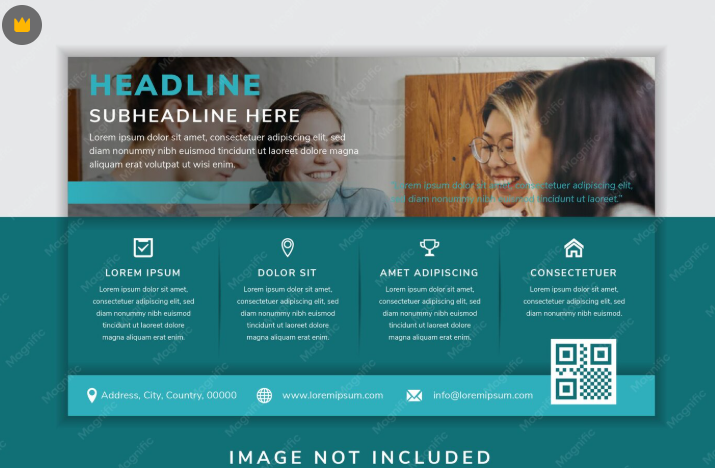 HEADLINE
SUBHEADLINE HERE
Lorem ipsum dolor sit amet, consectetuer adipiscing elit, sed
diam nonummy nibh euismod tincidunt ut laoreet dolore magna
aliquam erat volutpat ut wisi enim.
Lorem ipsum dolor sit amet, consectetuer adipiscing elit,
diam nonummy nibh euismod tincidunt ut laoreet."
LOREM IPSUM
Lorem ipsum dolor sit amet,
consectetuer adipiscing elit, sed
diam nonummy nibh euismod
tincidunt ut laoreet dolore
magna aliquam erat.
DOLOR SIT
Lorem ipsum dolor sit amet,
consectetuer adipiscing elit, sed
diam nonummy nibh euismod
tincidunt ut laoreet dolore
magna aliquam erat.
AMET ADIPISCING
Lorem ipsum dolor sit amet,
consectetuer adipiscing elit, sed
diam nonummy nibh euismod
tincidunt ut laoreet dolore
magna aliquam erat.
CONSECTETUER
Lorem ipsum dolor sit amet,
consectetuer adipiscing elit, sed
diam nonummy nibh euismod.
Address, City, Country, 00000
www.loremipsum.com
info@loremipsum.com
IMAGE NOT INCLUDED
Magnific